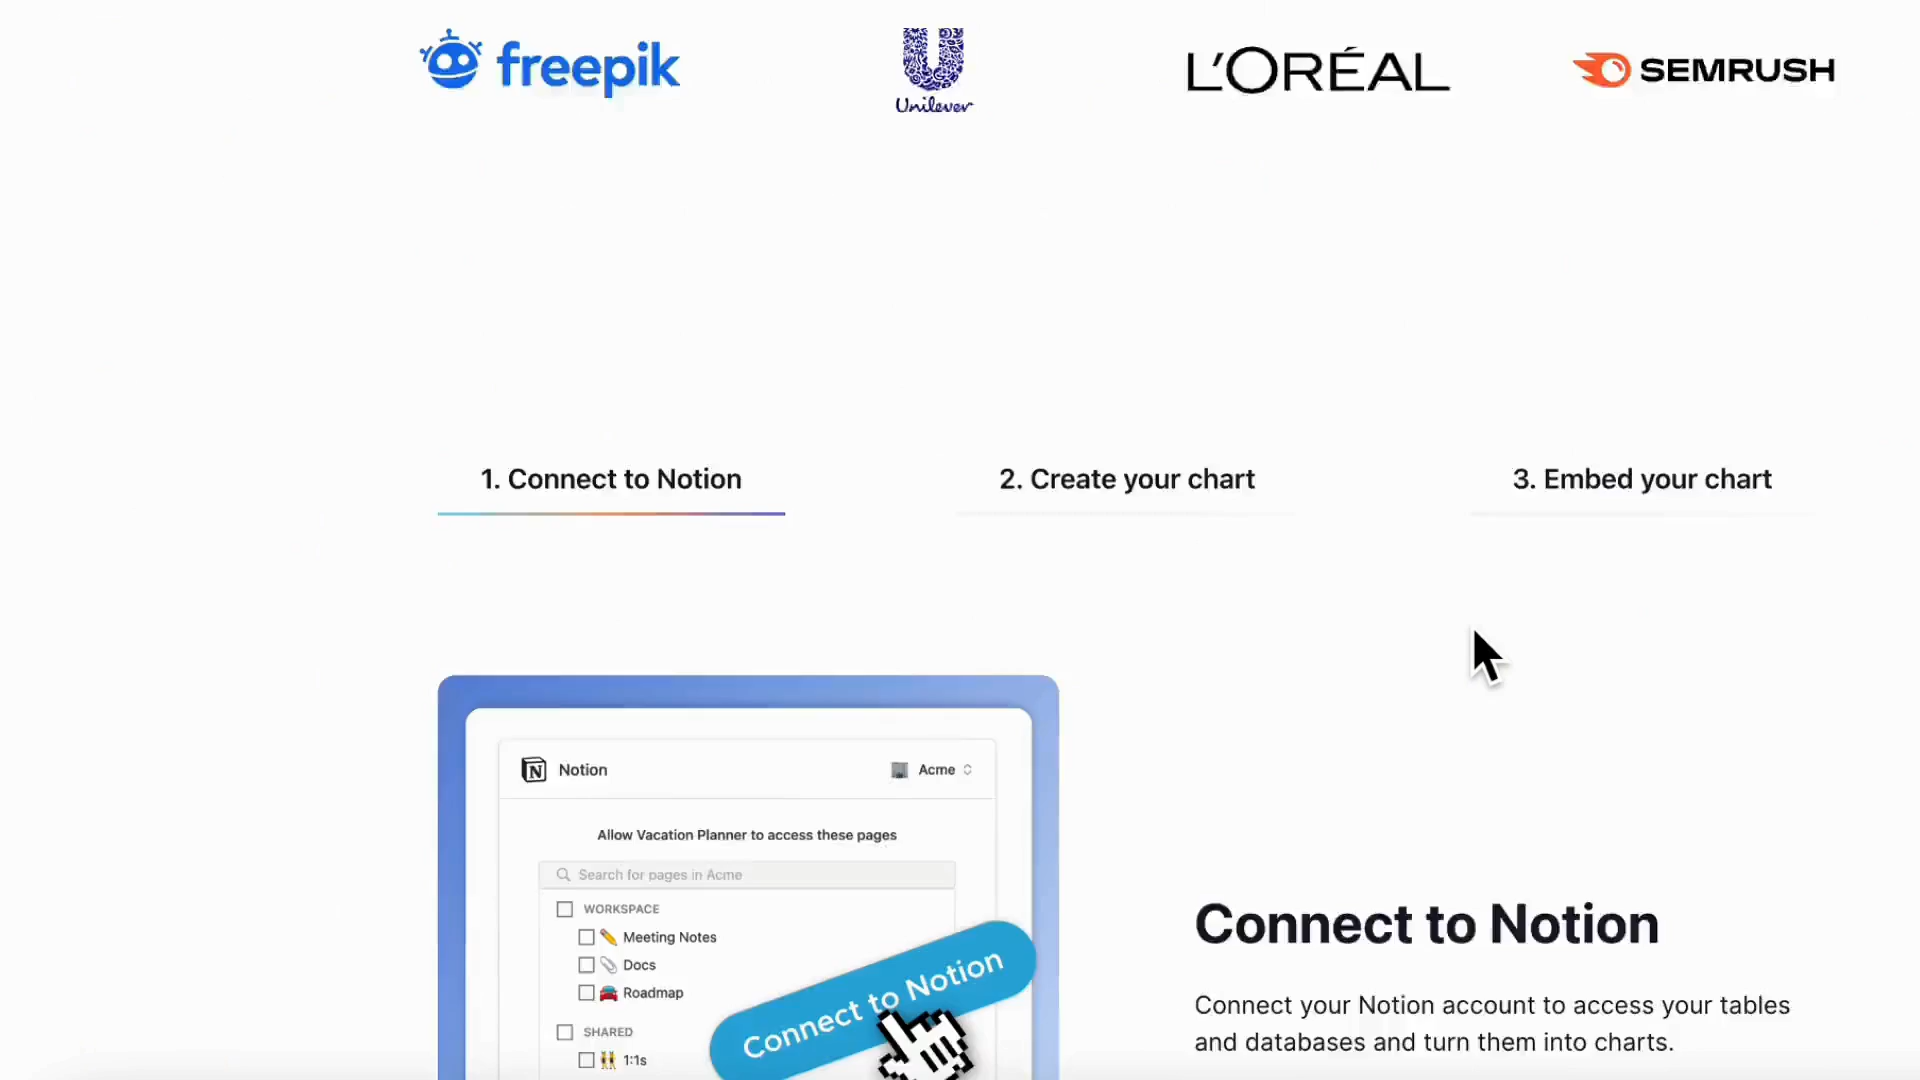 freepik
Unilever
L'ORÉAL
SEMRUSH
1. Connect to Notion
2. Create your chart
3. Embed your chart
Notion
Acme
Allow Vacation Planner to access these pages
Search for pages in Acme
WORKSPACE
Meeting Notes
Docs
Roadmap
SHARED
1:1s
Connect to Notion
Connect to Notion
Connect your Notion account to access your tables
and databases and turn them into charts.